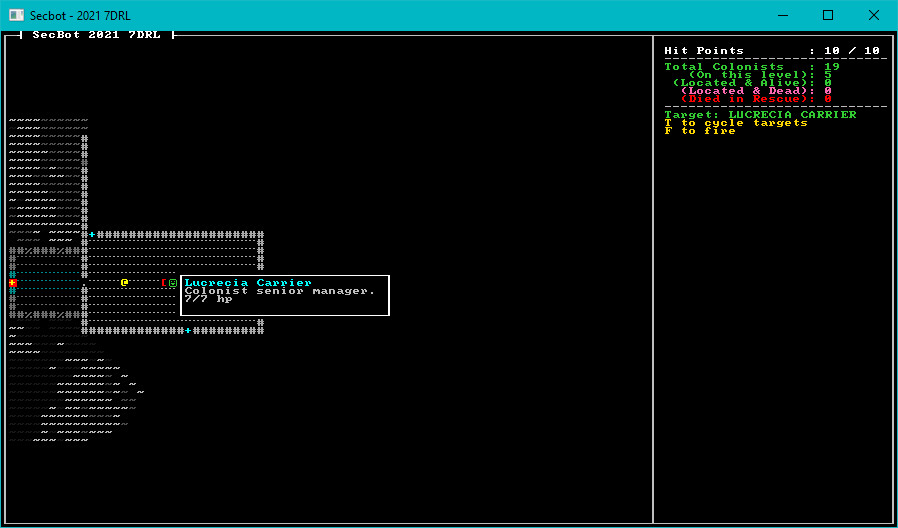 Secbot - 2021 7DRL
SecBot 2021 7DRL
Hit Points : 10 / 10
Total Colonists : 19
(On this level): 5
(Located & Alive): 0
(Located & Dead): 0
(Died in Rescue): 0
Target: LUCRECIA CARRIER
T to cycle targets
F to fire
Lucrecia Carrier
Colonist senior manager.
7/7 hp